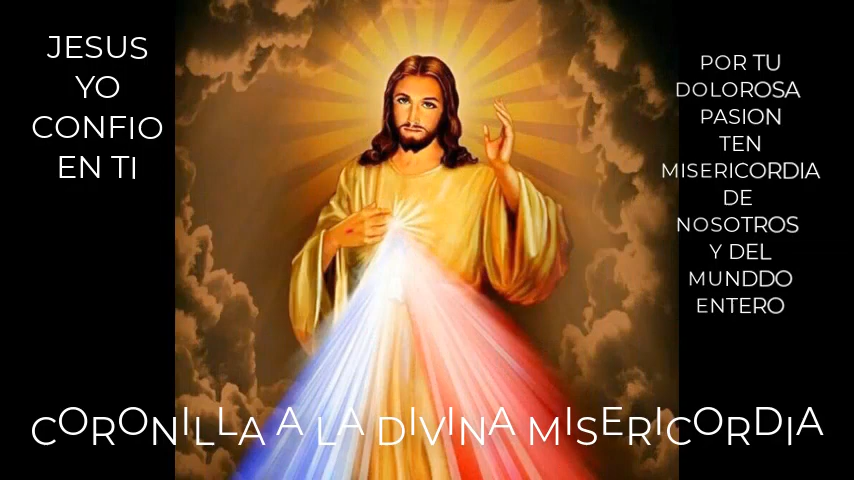 JESUS
YO
CONFIO
EN TI
POR TU
DOLOROSA
PASION
TEN
MISERICORDIA
DE
NOSOTROS
Y DEL
MUNDDO
ENTERO
CORONILLA A LA DIVINA MISERICORDIA